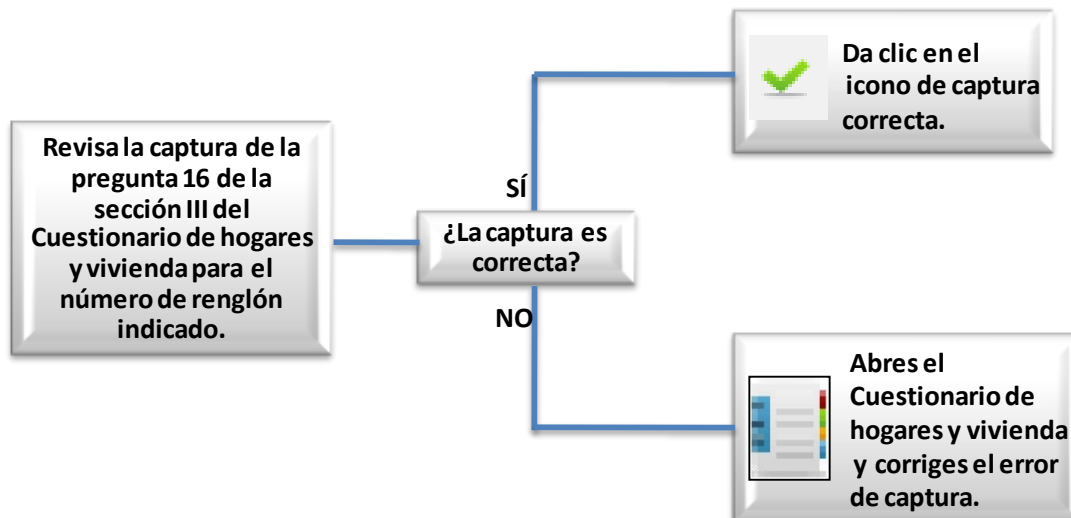 Revisa la captura de la
pregunta 16 de la
sección III del
Cuestionario de hogares
y vivienda para el
número de renglón
indicado.
SÍ
¿La captura es
correcta?
NO
Da clic en el
icono de captura
correcta.
Abres el
Cuestionario de
hogares y vivienda
y corriges el error
de captura.